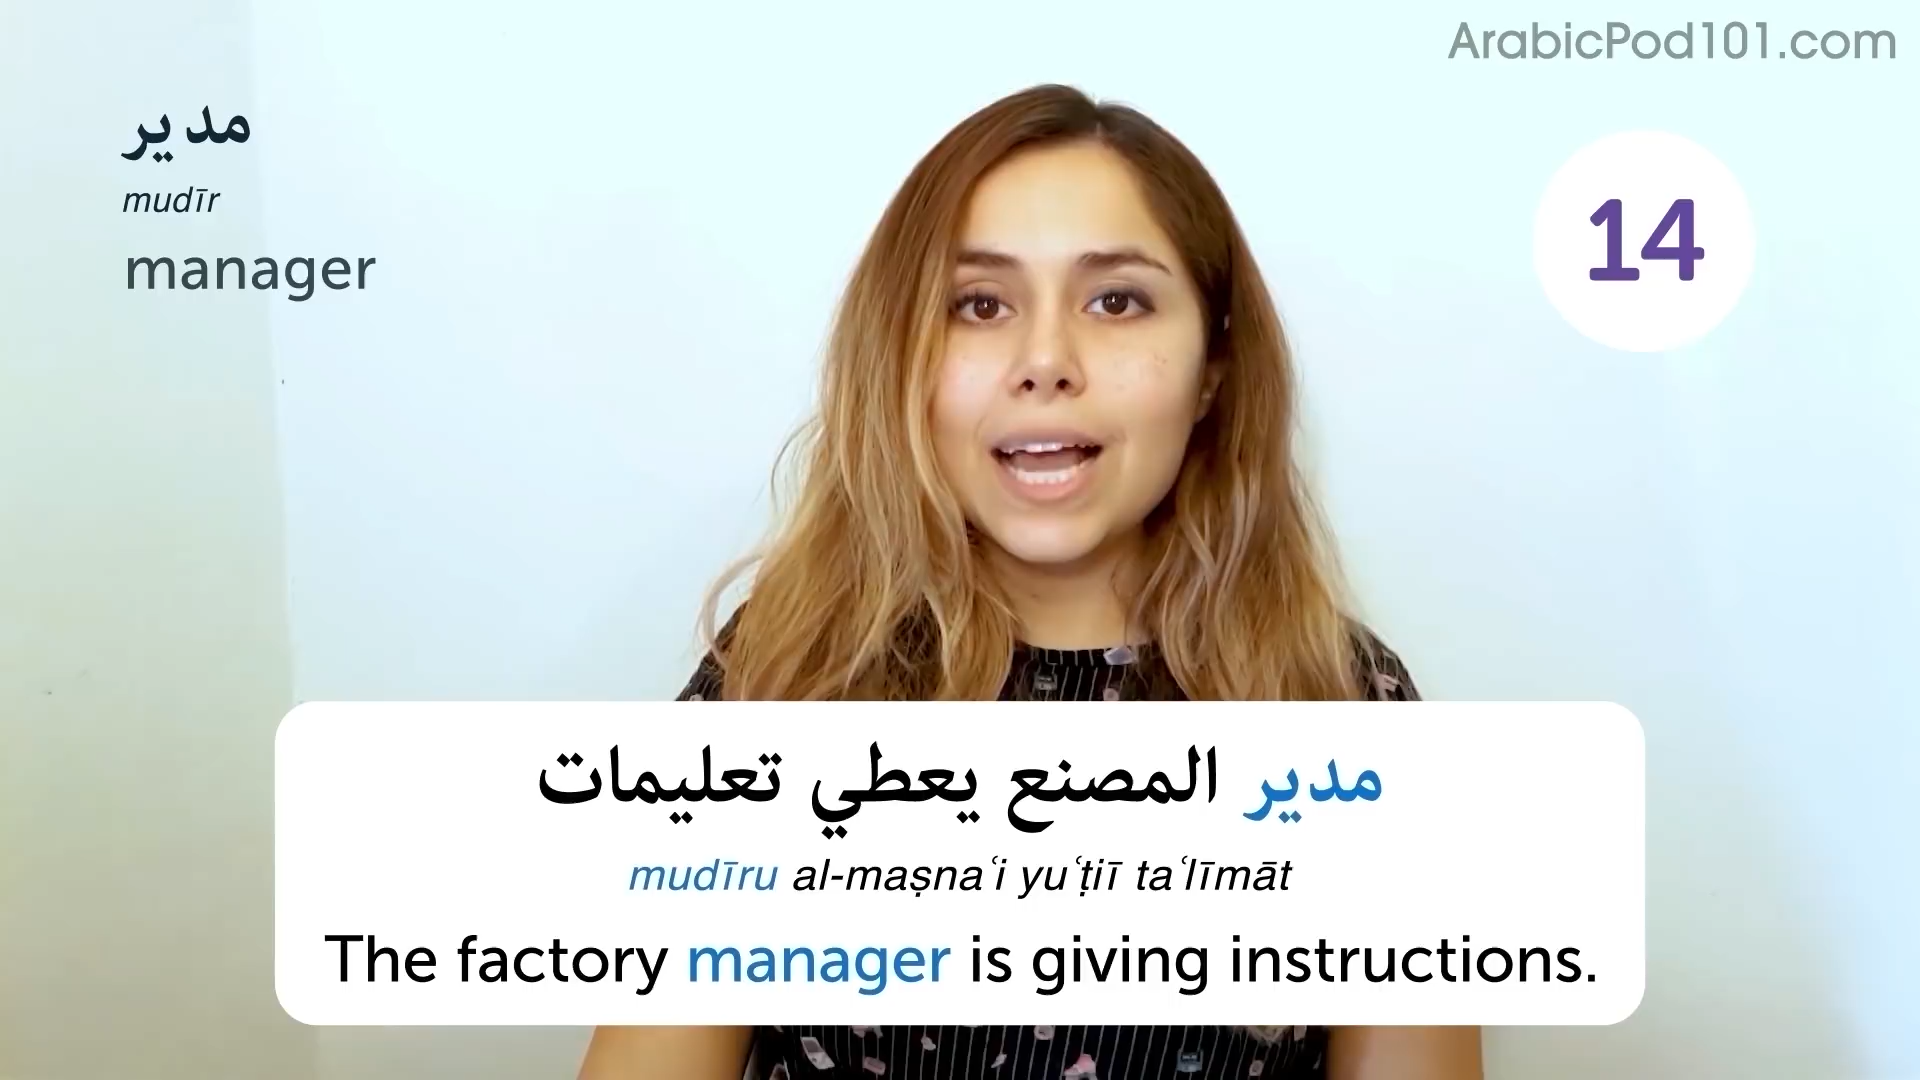 ArabicPod101.com
مدير
mudīr
manager
14
مدير المصنع يعطي تعليمات
mudīru al-maṣnaʿi yuʿṭiī taʿlīmāt
The factory manager is giving instructions.